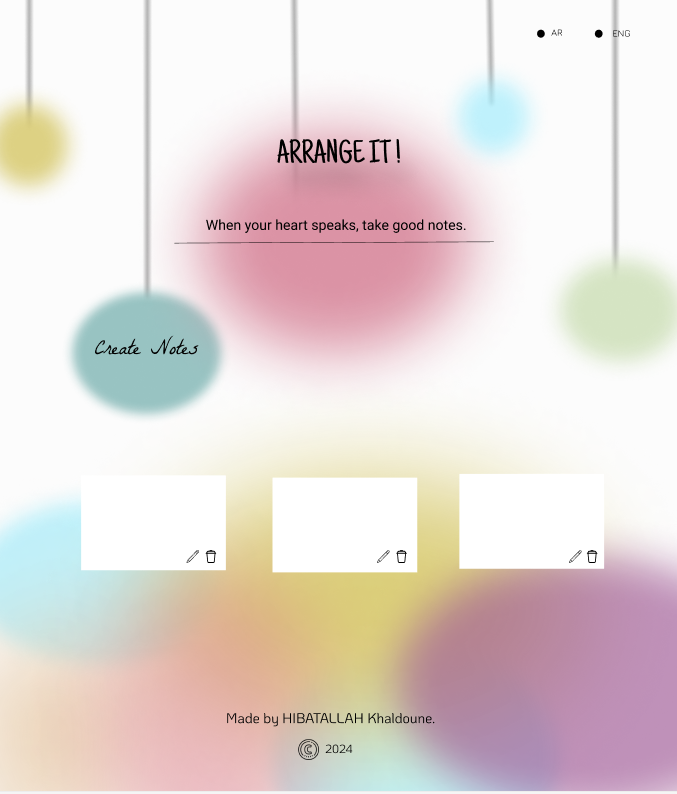 AR ENG
ARRANGE IT !
When your heart speaks, take good notes.
Create Notes
Made by HIBATALLAH Khaldoune.
© 2024